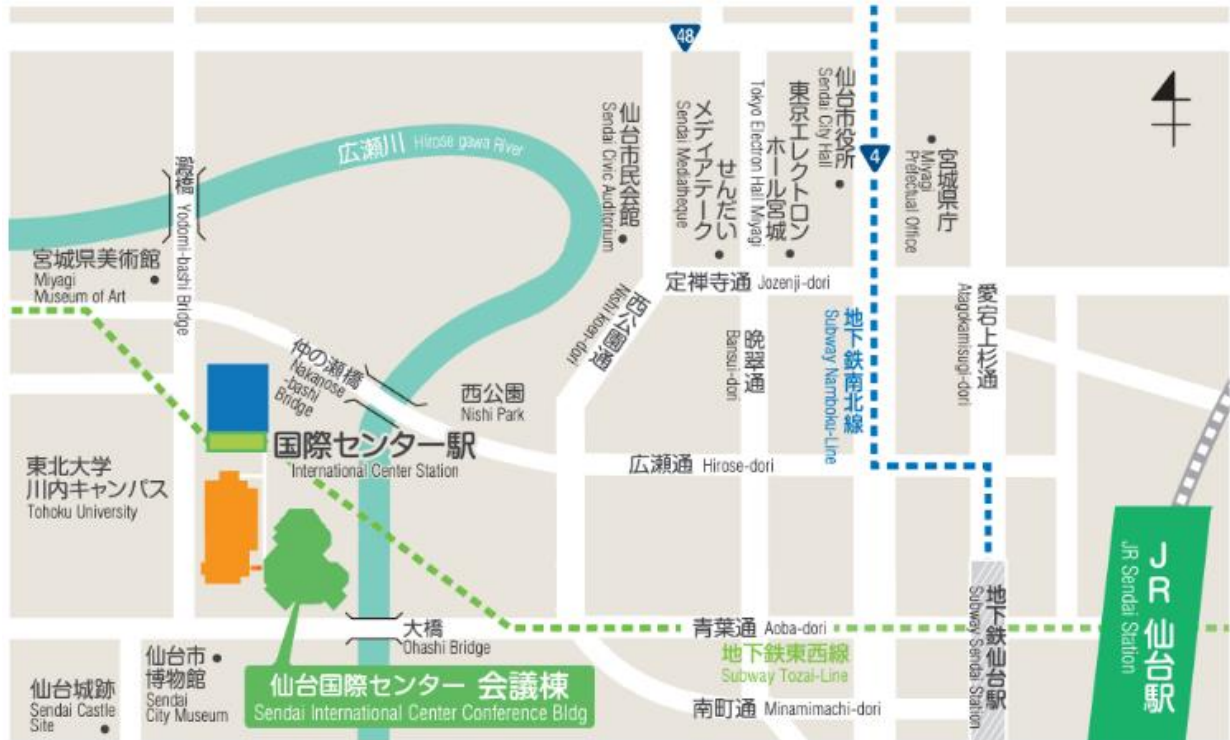 48
広瀬川 Hirose gawa River
Yodomi-bashi Bridge
宮城県美術館
Miyagi
Museum of Art
仙台市民会館
Sendai Civic Auditorium
せんだい
メディアテーク
Sendai Mediatheque
東京エレクトロン
ホール宮城
Tokyo Electron Hall Miyagi
仙台市役所
Sendai City Hall
4
宮城県庁
Miyagi
Prefectual Office
定禅寺通 Jozenji-dori
西公園通
Nishi koen-dori
晩翠通
Bansui-dori
地下鉄南北線
Subway Namboku-Line
愛宕上杉通
Atagokamisugi-dori
仲の瀬橋
Nakanose
-bashi
Bridge
西公園
Nishi Park
国際センター駅
International Center Station
広瀬通 Hirose-dori
東北大学
川内キャンパス
Tohoku University
JR仙台駅
JR Sendai Station
地下鉄仙台駅
Subway Sendai Station
大橋
Ohashi Bridge
青葉通 Aoba-dori
地下鉄東西線
Subway Tozai-Line
仙台市
博物館
Sendai
City Museum
仙台城跡
Sendai Castle
Site
仙台国際センター 会議棟
Sendai International Center Conference Bldg
南町通 Minamimachi-dori